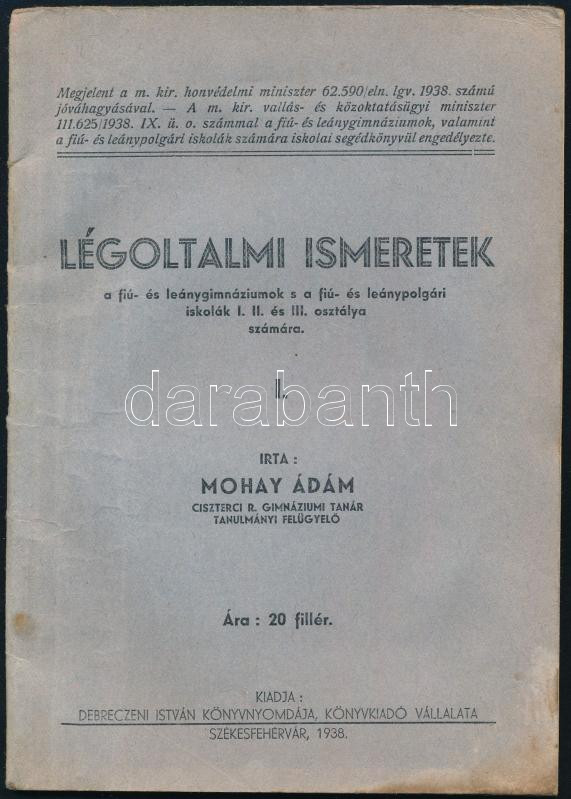 Megjelent a m. kir. honvédelmi miniszter 62.590/eln. lgv. 1938. számú
jóváhagyásával. — A m. kir. vallás- és közoktatásügyi miniszter
111.625/1938. IX. ü. o. számmal a fiú- és leánygimnáziumok, valamint
a fiú- és leánypolgári iskolák számára iskolai segédkönyvül engedélyezte.
LÉGOLTALMI ISMERETEK
a fiú- és leánygimnáziumok s a fiú- és leánypolgári
iskolák I. II. és III. osztálya
számára.
I.
darabanth
IRTA :
MOHAY ÁDÁM
CISZTERCI R. GIMNÁZIUMI TANÁR
TANULMÁNYI FELÜGYELŐ
Ára : 20 fillér.
KIADJA :
DEBRECZENI ISTVÁN KÖNYVNYOMDÁJA, KÖNYVKIADÓ VÁLLALATA
SZÉKESFEHÉRVÁR, 1938.